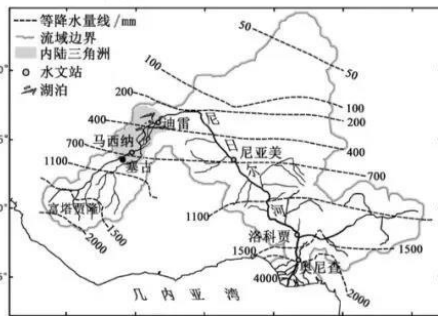 等降水量线/mm
流域边界
内陆三角洲
水文站
湖泊
50
50
100
200
100
200
400
迪雷
尼
马西纳
日
400
700
尼亚美
塞古
尔
700
1100
1100
富塔贾隆
河
1500
2000
洛科贾
1500
1500
奥尼查
4000
2000
几内亚湾